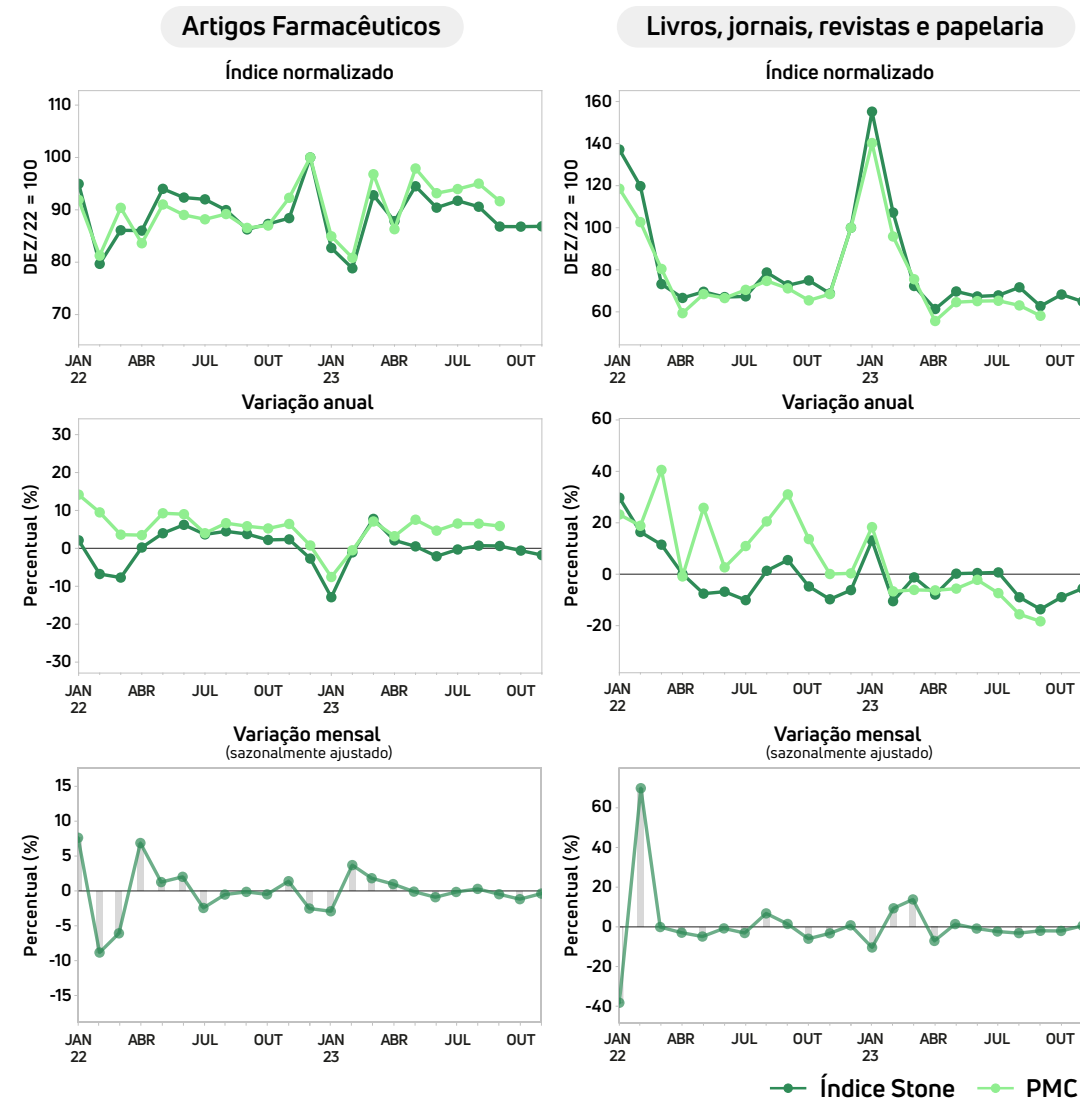 Artigos Farmacêuticos
Índice normalizado
DEZ/22 = 100
110
100
90
80
70
JAN 22 ABR JUL OUT JAN 23 ABR JUL OUT
Variação anual
Percentual (%)
30
20
10
0
-10
-20
-30
JAN 22 ABR JUL OUT JAN 23 ABR JUL OUT
Variação mensal
(sazonalmente ajustado)
Percentual (%)
15
10
5
0
-5
-10
-15
JAN 22 ABR JUL OUT JAN 23 ABR JUL OUT
Livros, jornais, revistas e papelaria
Índice normalizado
DEZ/22 = 100
160
140
120
100
80
60
JAN 22 ABR JUL OUT JAN 23 ABR JUL OUT
Variação anual
Percentual (%)
60
40
20
0
-20
JAN 22 ABR JUL OUT JAN 23 ABR JUL OUT
Variação mensal
(sazonalmente ajustado)
Percentual (%)
60
40
20
0
-20
-40
JAN 22 ABR JUL OUT JAN 23 ABR JUL OUT
Índice Stone PMC